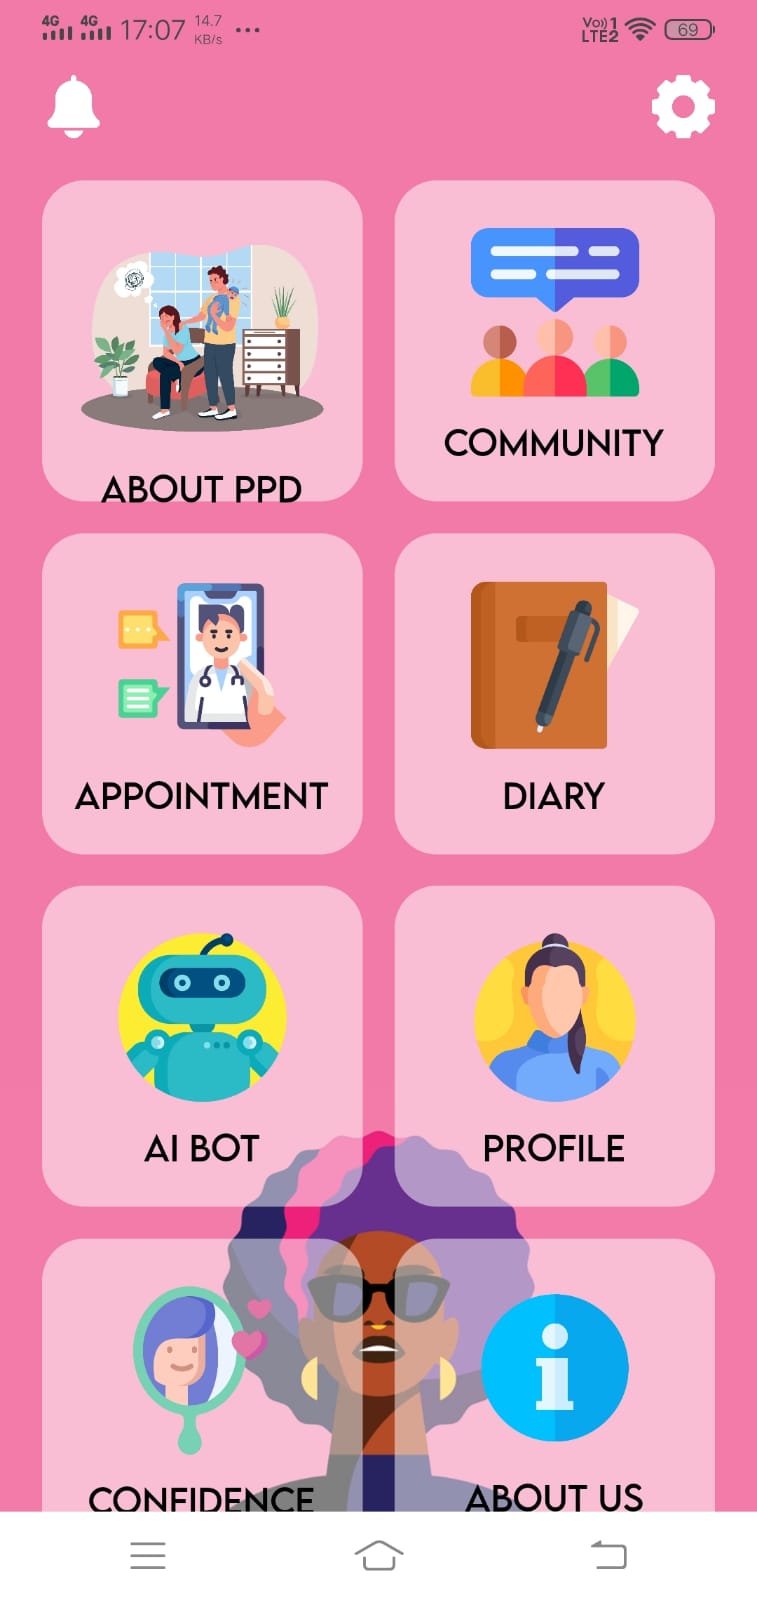 4G 4G 17:07 14.7 KB/s ... Vo)) 1 LTE2 69
ABOUT PPD
COMMUNITY
APPOINTMENT
DIARY
AI BOT
PROFILE
CONFIDENCE
ABOUT US